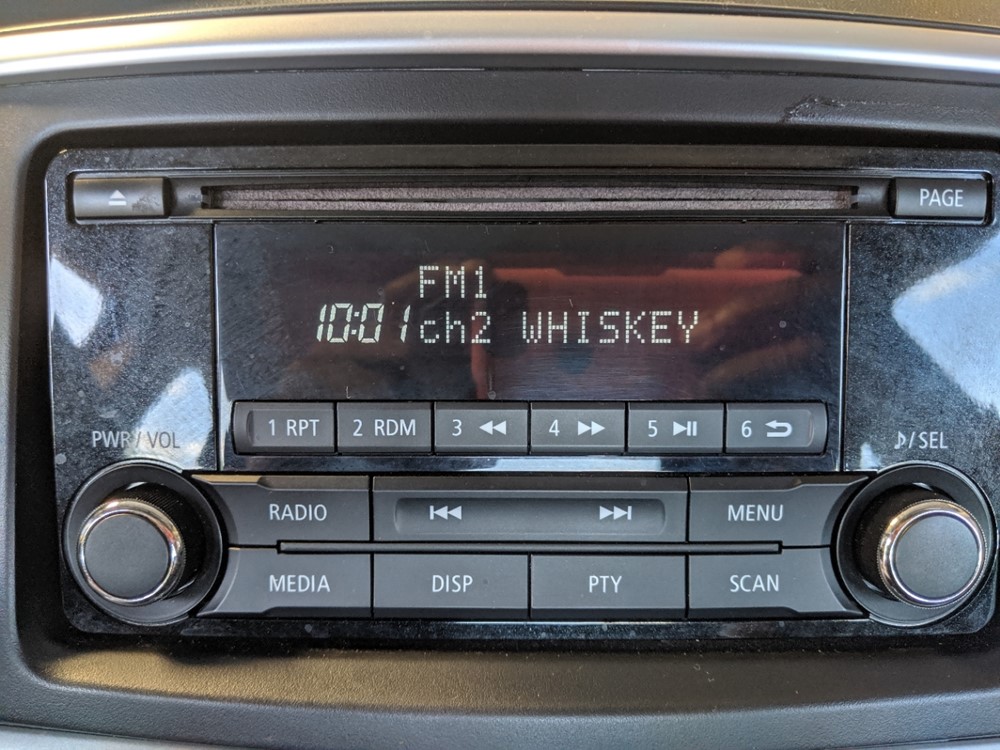 PAGE
FM1
10:01 ch2 WHISKEY
1 RPT 2 RDM 3 4 5 6
PWR/VOL
♪/SEL
RADIO MENU
MEDIA DISP PTY SCAN